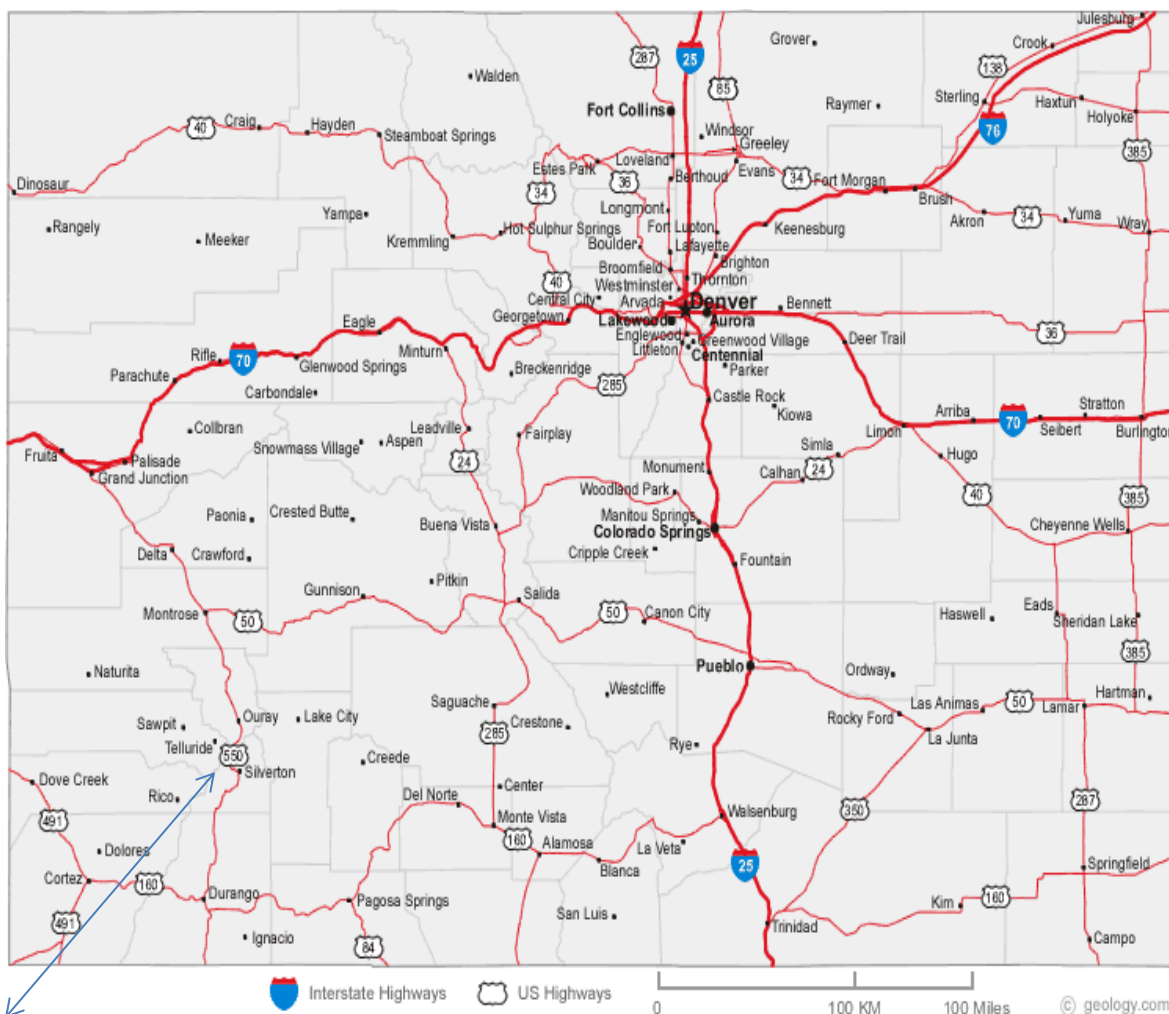 Julesburg
Grover
Crook
287
25
138
Walden
85
Sterling
Haxtun
Raymer
Fort Collins
Holyoke
76
Craig
Hayden
40
Steamboat Springs
Windsor
Greeley
385
Loveland
Estes Park
Evans
34
Fort Morgan
Dinosaur
36
Berthoud
34
Brush
Longmont
Akron
34
Yuma
Yampa
Rangely
Meeker
Kremmling
Hot Sulphur Springs
Fort Lupton
Keenesburg
Wray
Boulder
Lafayette
Broomfield
Brighton
40
Westminster
Thornton
Central City
Arvada
Denver
Bennett
Georgetown
Lakewood
Aurora
Eagle
Englewood
Greenwood Village
36
Minturn
Littleton
Centennial
Deer Trail
Rifle
70
Glenwood Springs
Parachute
Breckenridge
285
Parker
Carbondale
Castle Rock
Kiowa
Arriba
Stratton
Collbran
Leadville
Fairplay
Limon
70
Seibert
Burlington
Snowmass Village
Aspen
Simla
Fruita
Palisade
24
Monument
Calhan
24
Hugo
Grand Junction
Woodland Park
40
385
Paonia
Crested Butte
Buena Vista
Manitou Springs
Cheyenne Wells
Colorado Springs
Delta
Crawford
Cripple Creek
Fountain
Pitkin
Gunnison
Salida
Montrose
50
50
Canon City
Haswell
Eads
Sheridan Lake
385
Naturita
Pueblo
Ordway
Westcliffe
Hartman
Saguache
Las Animas
50
Lamar
Ouray
Lake City
Crestone
Rocky Ford
Sawpit
285
La Junta
Telluride
Rye
550
Creede
Silverton
Dove Creek
Center
Rico
Del Norte
287
491
Monte Vista
Walsenburg
350
160
Dolores
Alamosa
La Veta
Blanca
25
Springfield
Cortez
160
Durango
Pagosa Springs
Kim
160
491
San Luis
Trinidad
Ignacio
84
Campo
Interstate Highways
US Highways
0
100 KM
100 Miles
© geology.com